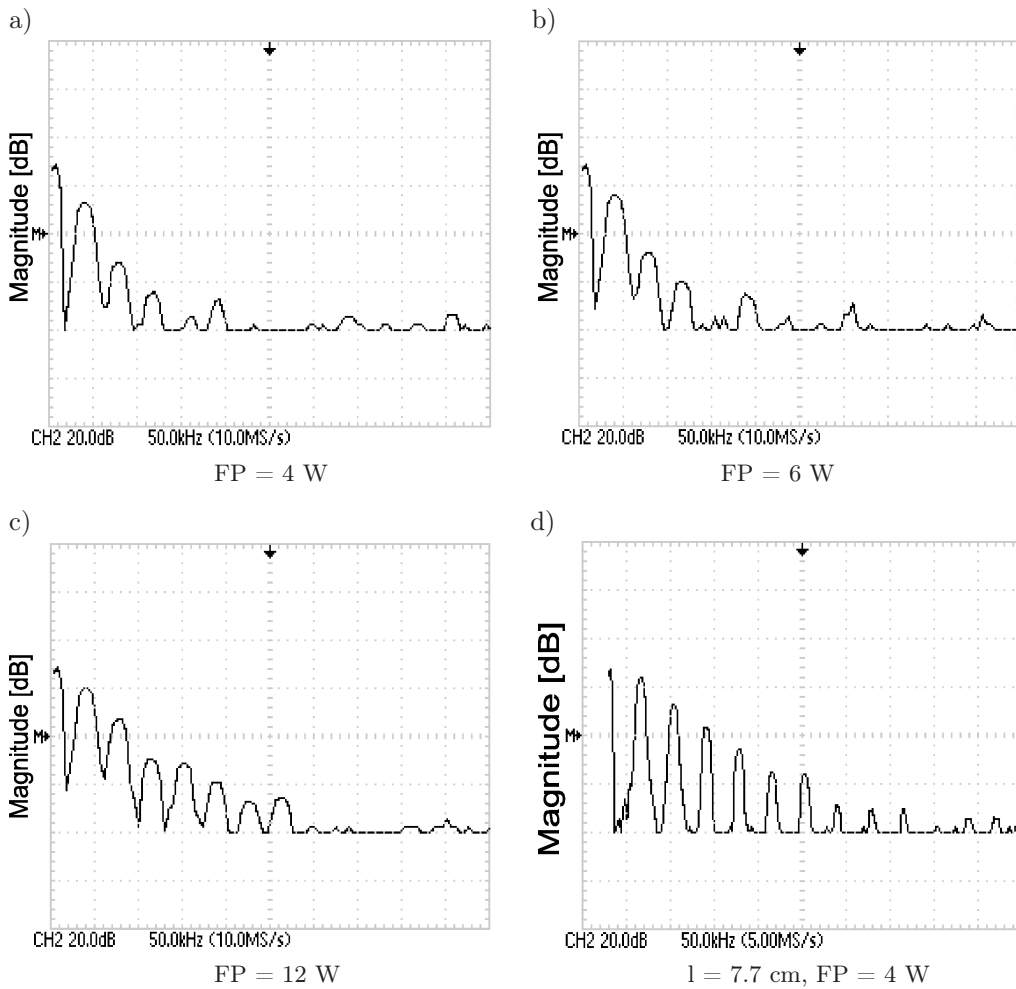 a)
Magnitude [dB]
M
CH2 20.0dB 50.0kHz (10.0MS/s)
FP = 4 W
b)
Magnitude [dB]
M
CH2 20.0dB 50.0kHz (10.0MS/s)
FP = 6 W
c)
Magnitude [dB]
M
CH2 20.0dB 50.0kHz (10.0MS/s)
FP = 12 W
d)
Magnitude [dB]
M
CH2 20.0dB 50.0kHz (5.00MS/s)
l = 7.7 cm, FP = 4 W